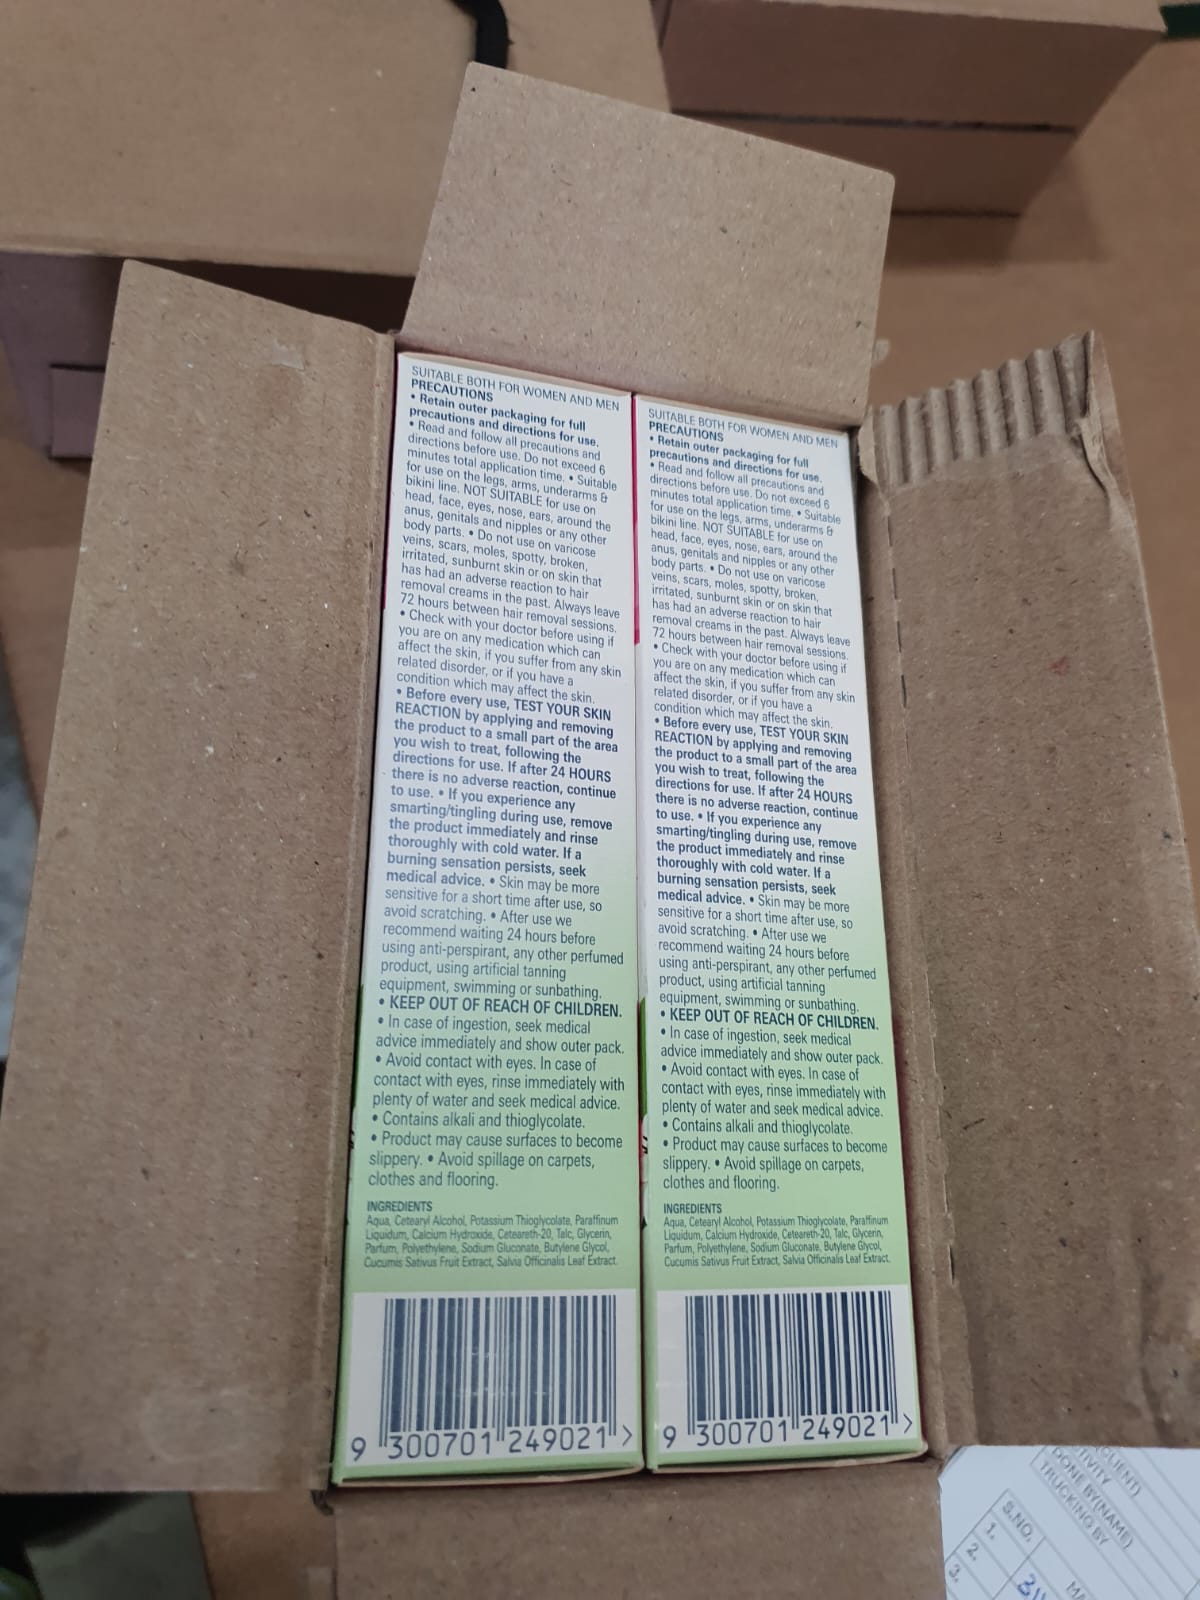 SUITABLE BOTH FOR WOMEN AND MEN
PRECAUTIONS
• Retain outer packaging for full
precautions and directions for use.
• Read and follow all precautions and
directions before use. Do not exceed 6
minutes total application time. • Suitable
for use on the legs, arms, underarms &
bikini line. NOT SUITABLE for use on
head, face, eyes, nose, ears, around the
anus, genitals and nipples or any other
body parts. • Do not use on varicose
veins, scars, moles, spotty, broken,
irritated, sunburnt skin or on skin that
has had an adverse reaction to hair
removal creams in the past. Always leave
72 hours between hair removal sessions.
• Check with your doctor before using if
you are on any medication which can
affect the skin, if you suffer from any skin
related disorder, or if you have a
condition which may affect the skin.
• Before every use, TEST YOUR SKIN
REACTION by applying and removing
the product to a small part of the area
you wish to treat, following the
directions for use. If after 24 HOURS
there is no adverse reaction, continue
to use. • If you experience any
smarting/tingling during use, remove
the product immediately and rinse
thoroughly with cold water. If a
burning sensation persists, seek
medical advice. • Skin may be more
sensitive for a short time after use, so
avoid scratching. • After use we
recommend waiting 24 hours before
using anti-perspirant, any other perfumed
product, using artificial tanning
equipment, swimming or sunbathing.
• KEEP OUT OF REACH OF CHILDREN.
• In case of ingestion, seek medical
advice immediately and show outer pack.
• Avoid contact with eyes. In case of
contact with eyes, rinse immediately with
plenty of water and seek medical advice.
• Contains alkali and thioglycolate.
• Product may cause surfaces to become
slippery. • Avoid spillage on carpets,
clothes and flooring.
INGREDIENTS
Aqua, Cetearyl Alcohol, Potassium Thioglycolate, Paraffinum
Liquidum, Calcium Hydroxide, Ceteareth-20, Talc, Glycerin,
Parfum, Polyethylene, Sodium Gluconate, Butylene Glycol,
Cucumis Sativus Fruit Extract, Salvia Officinalis Leaf Extract.
9 300701 249021 >
SUITABLE BOTH FOR WOMEN AND MEN
PRECAUTIONS
• Retain outer packaging for full
precautions and directions for use.
• Read and follow all precautions and
directions before use. Do not exceed 6
minutes total application time. • Suitable
for use on the legs, arms, underarms &
bikini line. NOT SUITABLE for use on
head, face, eyes, nose, ears, around the
anus, genitals and nipples or any other
body parts. • Do not use on varicose
veins, scars, moles, spotty, broken,
irritated, sunburnt skin or on skin that
has had an adverse reaction to hair
removal creams in the past. Always leave
72 hours between hair removal sessions.
• Check with your doctor before using if
you are on any medication which can
affect the skin, if you suffer from any skin
related disorder, or if you have a
condition which may affect the skin.
• Before every use, TEST YOUR SKIN
REACTION by applying and removing
the product to a small part of the area
you wish to treat, following the
directions for use. If after 24 HOURS
there is no adverse reaction, continue
to use. • If you experience any
smarting/tingling during use, remove
the product immediately and rinse
thoroughly with cold water. If a
burning sensation persists, seek
medical advice. • Skin may be more
sensitive for a short time after use, so
avoid scratching. • After use we
recommend waiting 24 hours before
using anti-perspirant, any other perfumed
product, using artificial tanning
equipment, swimming or sunbathing.
• KEEP OUT OF REACH OF CHILDREN.
• In case of ingestion, seek medical
advice immediately and show outer pack.
• Avoid contact with eyes. In case of
contact with eyes, rinse immediately with
plenty of water and seek medical advice.
• Contains alkali and thioglycolate.
• Product may cause surfaces to become
slippery. • Avoid spillage on carpets,
clothes and flooring.
INGREDIENTS
Aqua, Cetearyl Alcohol, Potassium Thioglycolate, Paraffinum
Liquidum, Calcium Hydroxide, Ceteareth-20, Talc, Glycerin,
Parfum, Polyethylene, Sodium Gluconate, Butylene Glycol,
Cucumis Sativus Fruit Extract, Salvia Officinalis Leaf Extract.
9 300701 249021 >
(CLIENT)
TIVITY
DONE BY(NAME)
TRUCKING BY
S.NO.
MA
1.
2.
3.